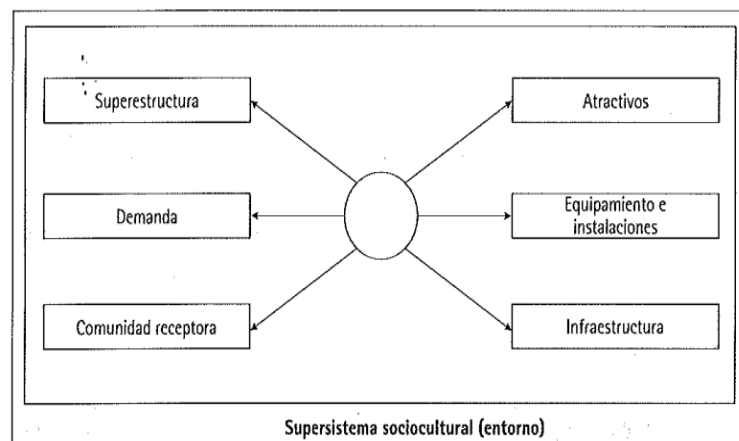 Superestructura
Atractivos
Demanda
Equipamiento e
instalaciones
Comunidad receptora
Infraestructura
Supersistema sociocultural (entorno)